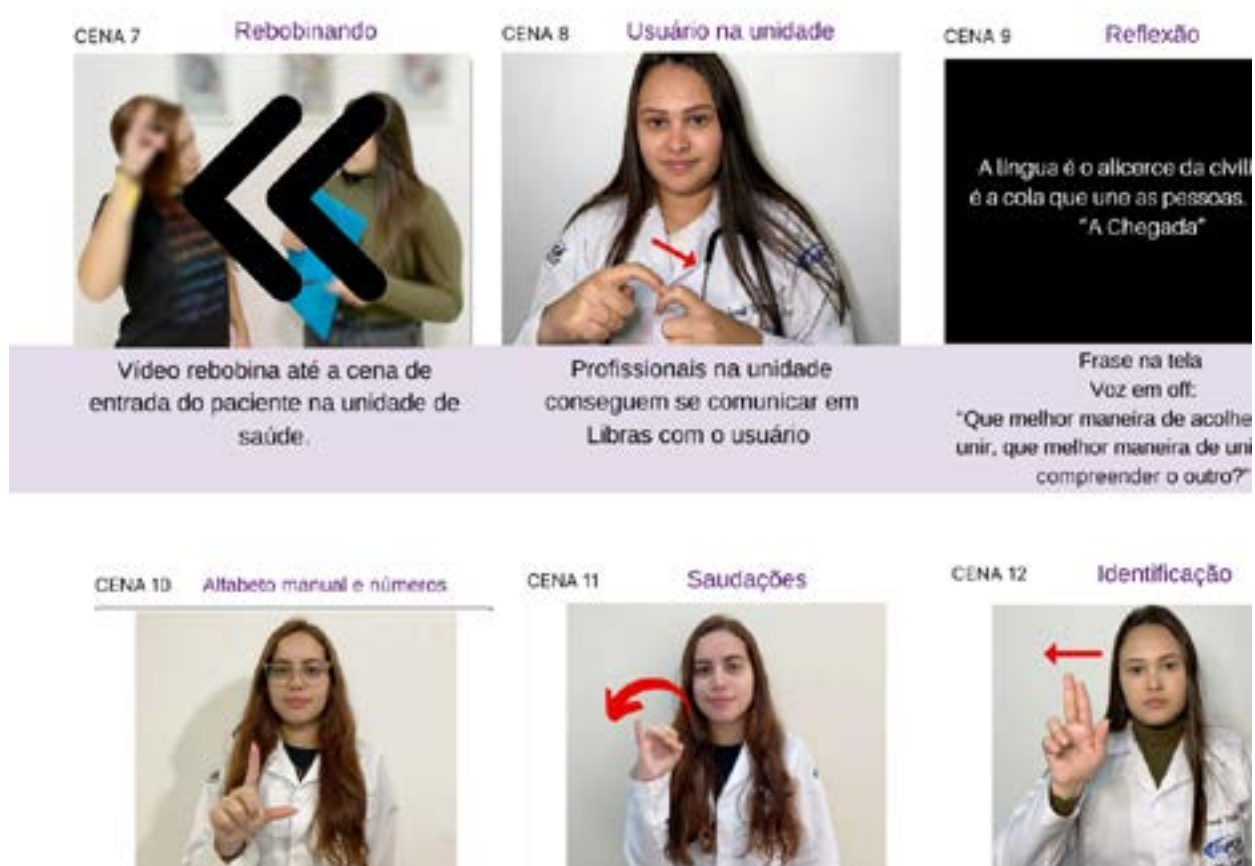 CENA 7 Rebobinando
CENA 8 Usuário na unidade
CENA 9 Reflexão
A língua é o alicerce da
é a cola que une as pessoas.
"A Chegada"
Vídeo rebobina até a cena de
entrada do paciente na unidade de
saúde.
Profissionais na unidade
conseguem se comunicar em
Libras com o usuário
Frase na tela
Voz em off:
"Que melhor maneira de
unir, que melhor maneira de
compreender o outro?"
CENA 10 Alfabeto manual e números
CENA 11 Saudações
CENA 12 Identificação